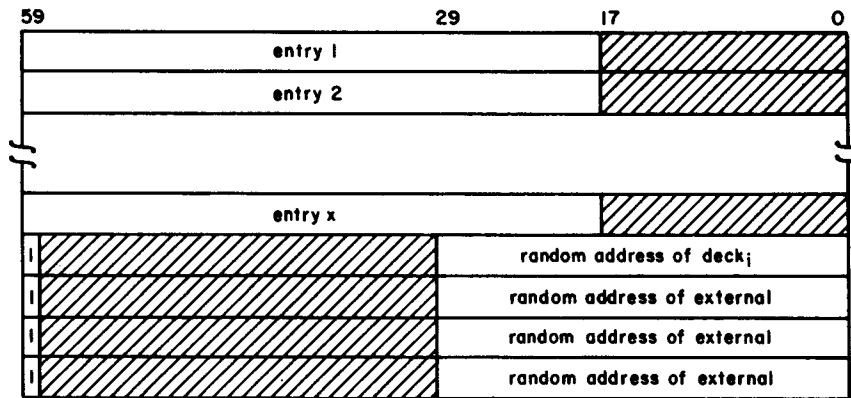 59 29 17 0
entry 1
entry 2
entry x
1 random address of deck i
1 random address of external
1 random address of external
1 random address of external